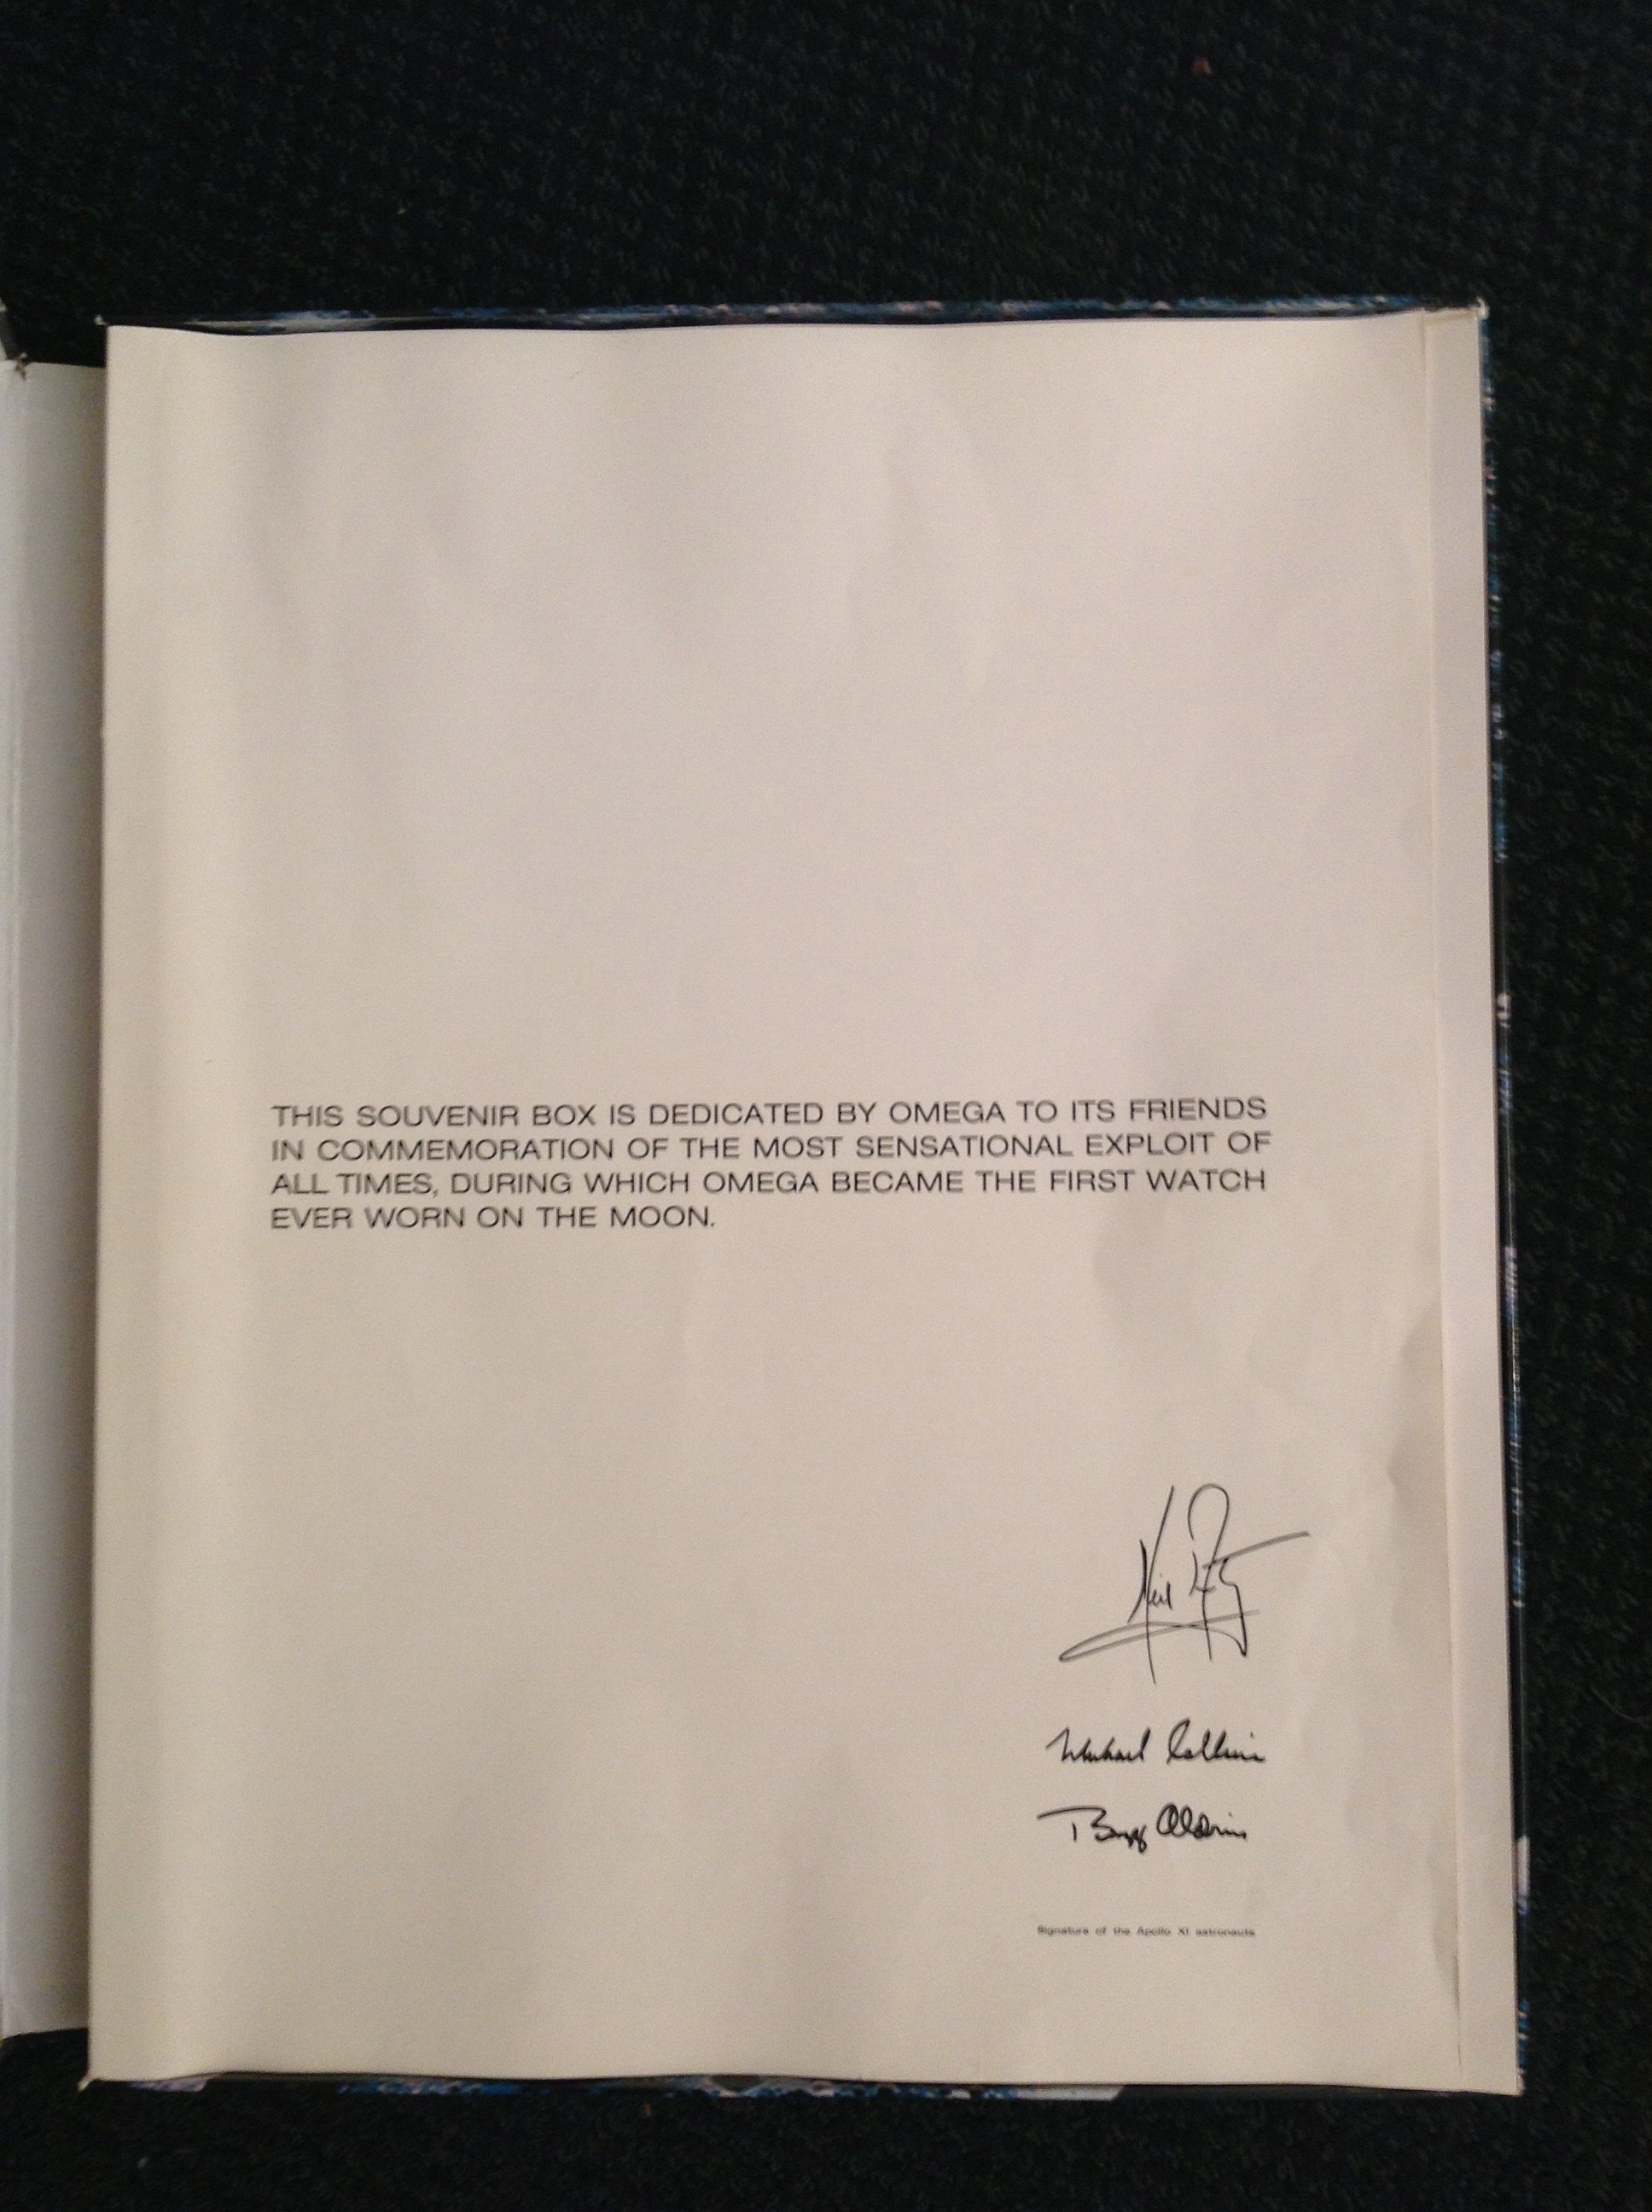 THIS SOUVENIR BOX IS DEDICATED BY OMEGA TO ITS FRIENDS
IN COMMEMORATION OF THE MOST SENSATIONAL EXPLOIT OF
ALL TIMES, DURING WHICH OMEGA BECAME THE FIRST WATCH
EVER WORN ON THE MOON.
Neil
Michael Collins
Buzz Aldrin
Signature of the Apollo XI astronauts